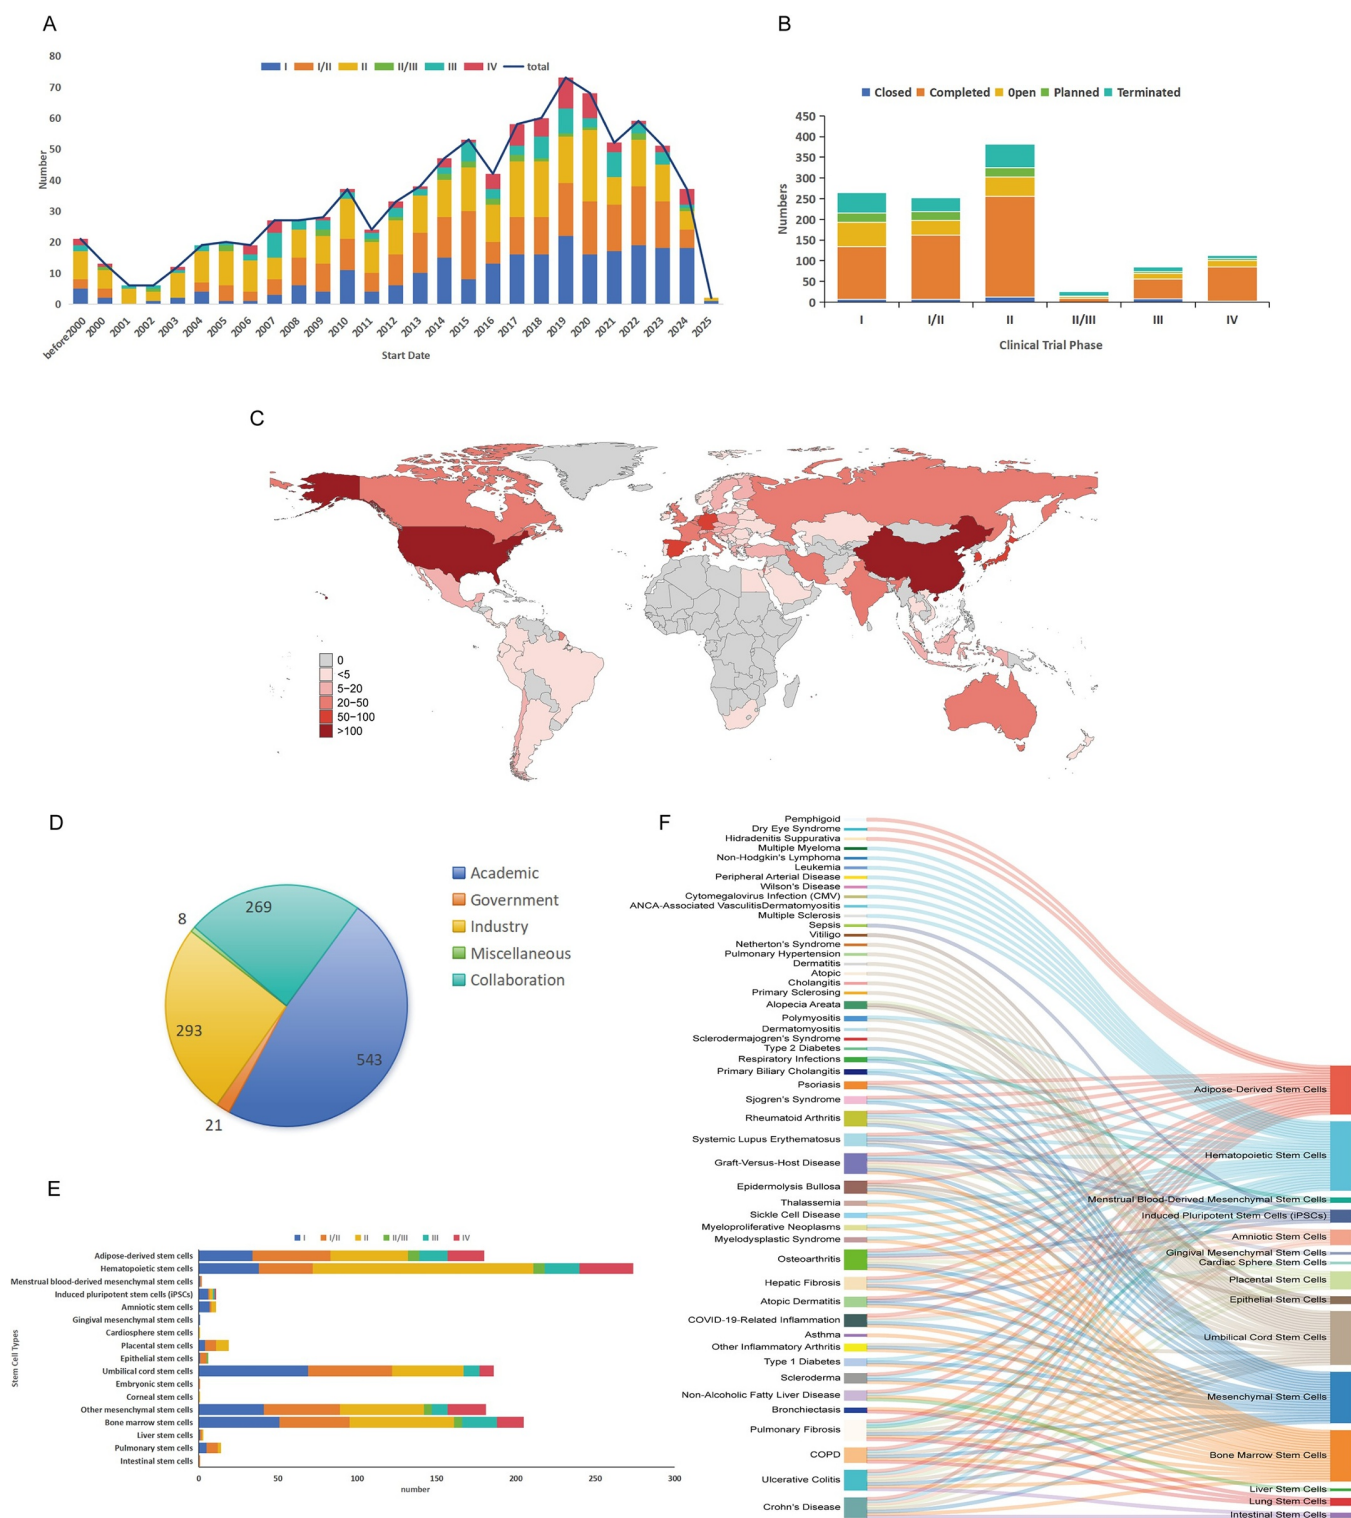 A
I I/II II II/III III IV total
80
70
60
50
40
30
20
10
0
Number
before2000 2000 2001 2002 2003 2004 2005 2006 2007 2008 2009 2010 2011 2012 2013 2014 2015 2016 2017 2018 2019 2020 2021 2022 2023 2024 2025
Start Date
B
Closed Completed Open Planned Terminated
450
400
350
300
250
200
150
100
50
0
Numbers
I I/II II II/III III IV
Clinical Trial Phase
C
0
<5
5−20
20−50
50−100
>100
D
269
8
293
21
543
Academic
Government
Industry
Miscellaneous
Collaboration
E
I I/II II II/III III IV
Stem Cell Types
Adipose-derived stem cells
Hematopoietic stem cells
Menstrual blood-derived mesenchymal stem cells
Induced pluripotent stem cells (iPSCs)
Amniotic stem cells
Gingival mesenchymal stem cells
Cardiosphere stem cells
Placental stem cells
Epithelial stem cells
Umbilical cord stem cells
Embryonic stem cells
Corneal stem cells
Other mesenchymal stem cells
Bone marrow stem cells
Liver stem cells
Pulmonary stem cells
Intestinal stem cells
0 50 100 150 200 250 300
number
F
Pemphigoid
Dry Eye Syndrome
Hidradenitis Suppurativa
Multiple Myeloma
Non-Hodgkin's Lymphoma
Leukemia
Peripheral Arterial Disease
Wilson's Disease
Cytomegalovirus Infection (CMV)
ANCA-Associated VasculitisDermatomyositis
Multiple Sclerosis
Sepsis
Vitiligo
Netherton's Syndrome
Pulmonary Hypertension
Dermatitis
Atopic
Cholangitis
Primary Sclerosing
Alopecia Areata
Polymyositis
Dermatomyositis
Sclerodermajogren's Syndrome
Type 2 Diabetes
Respiratory Infections
Primary Biliary Cholangitis
Psoriasis
Sjogren's Syndrome
Rheumatoid Arthritis
Systemic Lupus Erythematosus
Graft-Versus-Host Disease
Epidermolysis Bullosa
Thalassemia
Sickle Cell Disease
Myeloproliferative Neoplasms
Myelodysplastic Syndrome
Osteoarthritis
Hepatic Fibrosis
Atopic Dermatitis
COVID-19-Related Inflammation
Asthma
Other Inflammatory Arthritis
Type 1 Diabetes
Scleroderma
Non-Alcoholic Fatty Liver Disease
Bronchiectasis
Pulmonary Fibrosis
COPD
Ulcerative Colitis
Crohn's Disease
Adipose-Derived Stem Cells
Hematopoietic Stem Cells
Menstrual Blood-Derived Mesenchymal Stem Cells
Induced Pluripotent Stem Cells (iPSCs)
Amniotic Stem Cells
Gingival Mesenchymal Stem Cells
Cardiac Sphere Stem Cells
Placental Stem Cells
Epithelial Stem Cells
Umbilical Cord Stem Cells
Mesenchymal Stem Cells
Bone Marrow Stem Cells
Liver Stem Cells
Lung Stem Cells
Intestinal Stem Cells